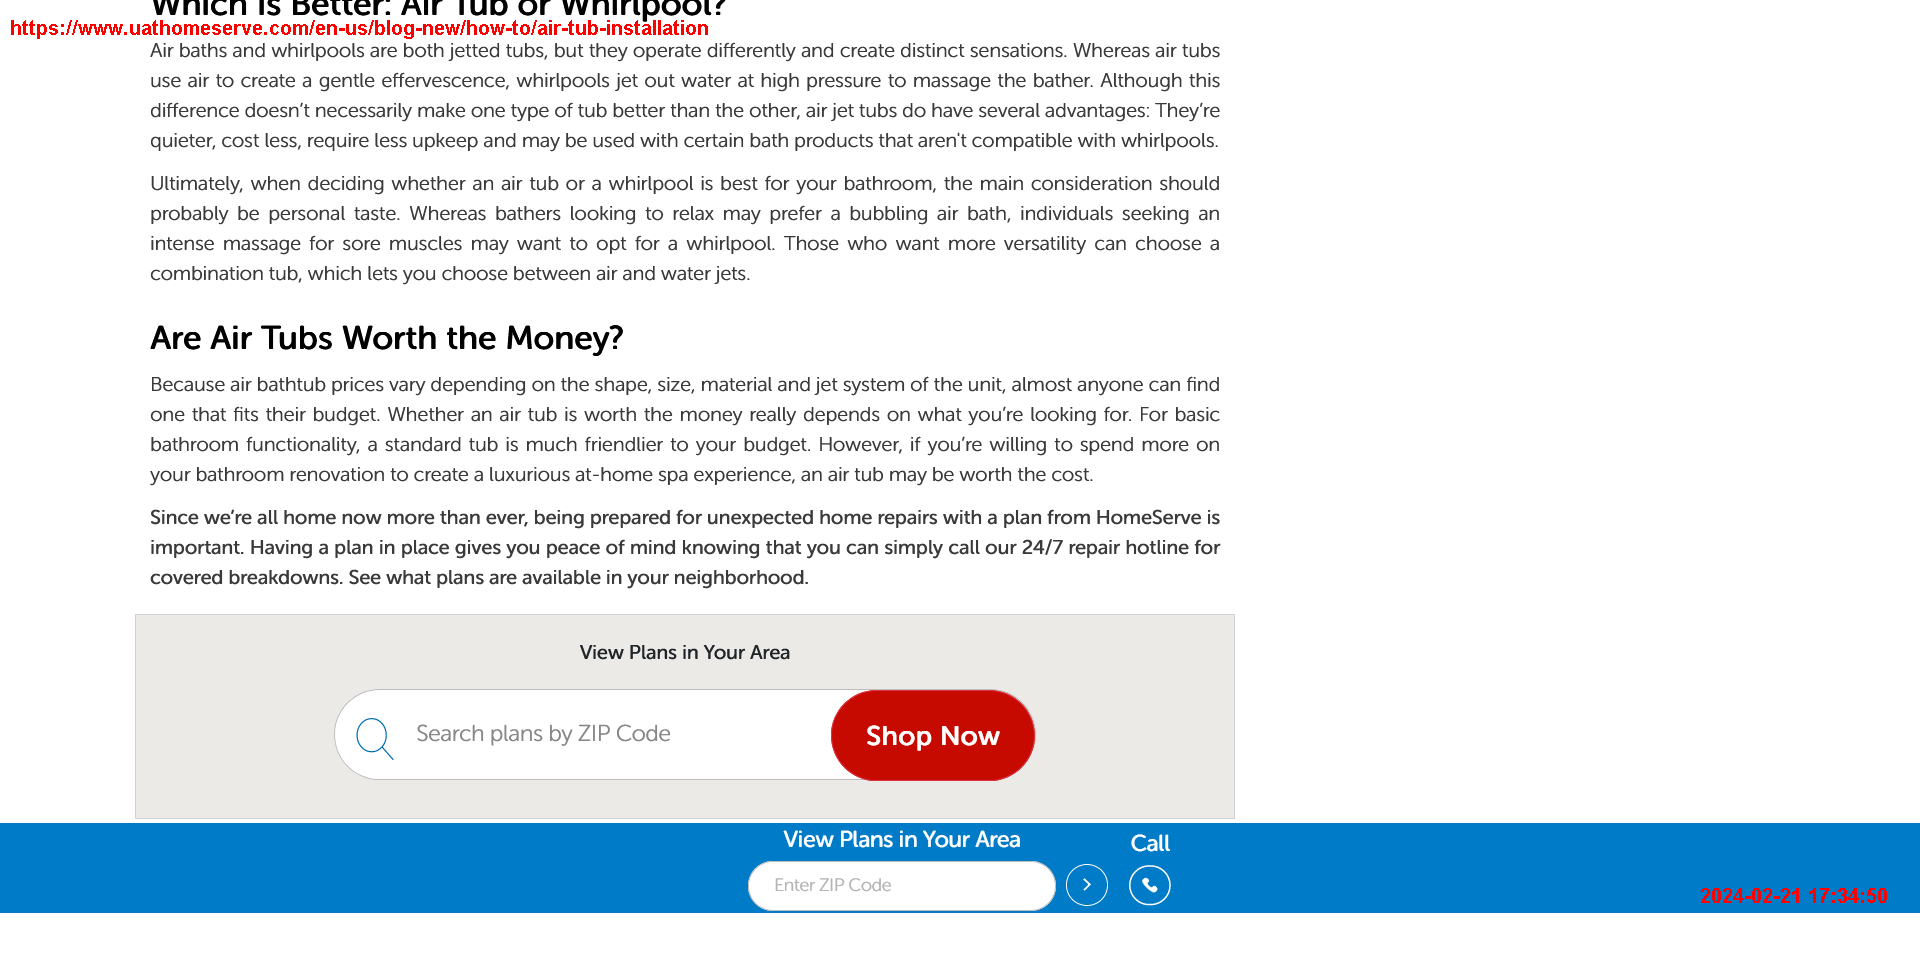 Which Is Better: Air Tub or Whirlpool?
https://www.uathomeserve.com/en-us/blog-new/how-to/air-tub-installation
Air baths and whirlpools are both jetted tubs, but they operate differently and create distinct sensations. Whereas air tubs
use air to create a gentle effervescence, whirlpools jet out water at high pressure to massage the bather. Although this
difference doesn’t necessarily make one type of tub better than the other, air jet tubs do have several advantages: They’re
quieter, cost less, require less upkeep and may be used with certain bath products that aren't compatible with whirlpools.
Ultimately, when deciding whether an air tub or a whirlpool is best for your bathroom, the main consideration should
probably be personal taste. Whereas bathers looking to relax may prefer a bubbling air bath, individuals seeking an
intense massage for sore muscles may want to opt for a whirlpool. Those who want more versatility can choose a
combination tub, which lets you choose between air and water jets.
Are Air Tubs Worth the Money?
Because air bathtub prices vary depending on the shape, size, material and jet system of the unit, almost anyone can find
one that fits their budget. Whether an air tub is worth the money really depends on what you’re looking for. For basic
bathroom functionality, a standard tub is much friendlier to your budget. However, if you’re willing to spend more on
your bathroom renovation to create a luxurious at-home spa experience, an air tub may be worth the cost.
Since we’re all home now more than ever, being prepared for unexpected home repairs with a plan from HomeServe is
important. Having a plan in place gives you peace of mind knowing that you can simply call our 24/7 repair hotline for
covered breakdowns. See what plans are available in your neighborhood.
View Plans in Your Area
Search plans by ZIP Code
Shop Now
View Plans in Your Area
Call
Enter ZIP Code
2024-02-21 17:34:50